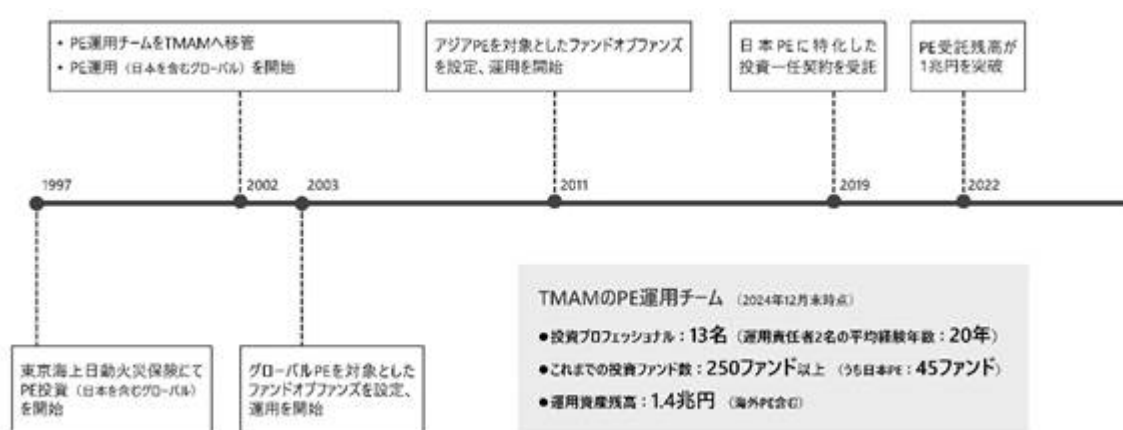 • PE運用チームをTMAMへ移管
• PE運用（日本を含むグローバル）を開始
アジアPEを対象としたファンドオブファンズ
を設定、運用を開始
日本PEに特化した
投資一任契約を受託
PE受託残高が
1兆円を突破
1997
2002
2003
2011
2019
2022
東京海上日動火災保険にて
PE投資（日本を含むグローバル）
を開始
グローバルPEを対象とした
ファンドオブファンズを設定、
運用を開始
TMAMのPE運用チーム （2024年12月末時点）
●投資プロフェッショナル：13名（運用責任者2名の平均経験年数：20年）
●これまでの投資ファンド数：250ファンド以上 （うち日本PE：45ファンド）
●運用資産残高：1.4兆円 （海外PE含む）